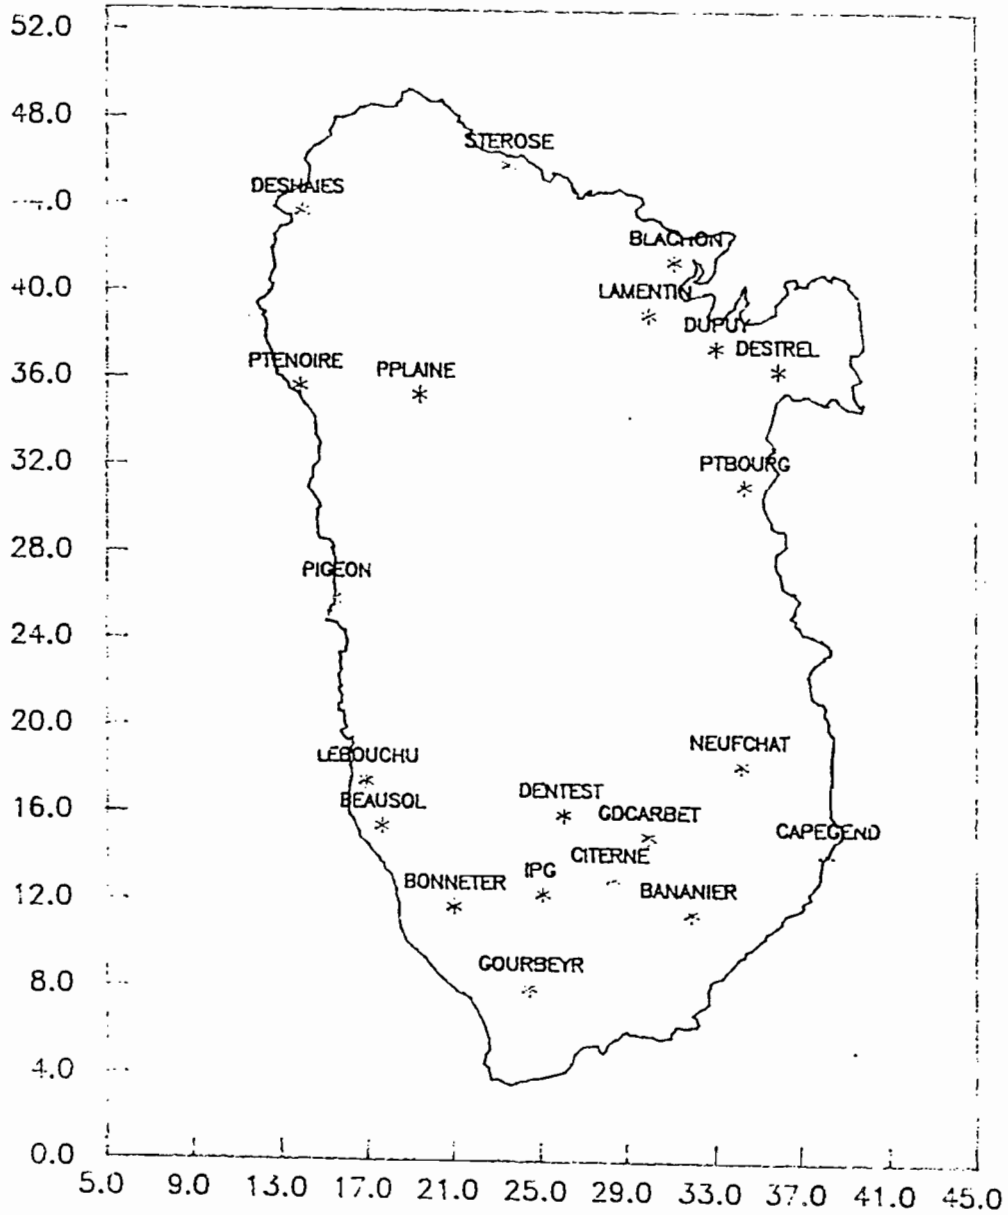 52.0
48.0
STEROSE
DESHAIES
.0
BLACHON
40.0
LAMENTIN
DUPUY
DESTREL
PTENOIRE
PPLAINE
36.0
32.0
PTBOURG
28.0
PIGEON
24.0
20.0
NEUFCHAT
LEBOUCHU
DENTEST
16.0
BEAUSOL
GDCARBET
CAPEGEND
CITERNE
IPG
BONNETER
BANANIER
12.0
GOURBEYR
8.0
4.0
0.0
5.0 9.0 13.0 17.0 21.0 25.0 29.0 33.0 37.0 41.0 45.0